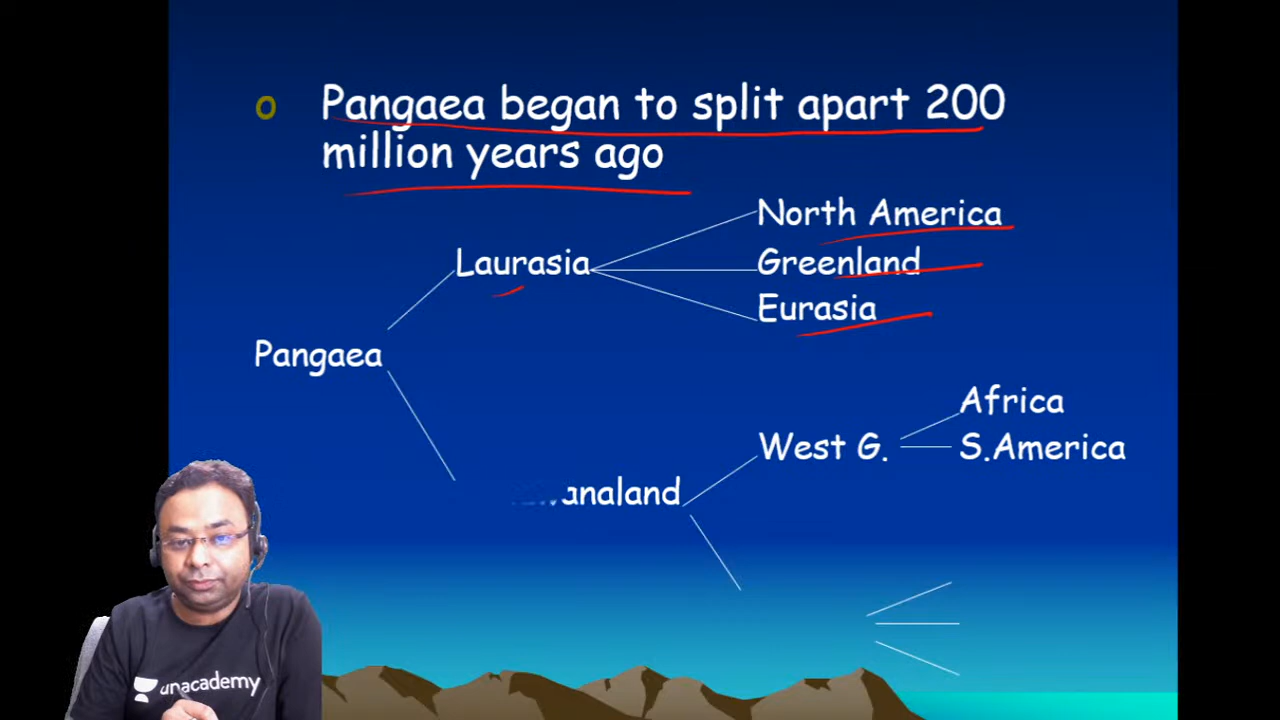 o Pangaea began to split apart 200
million years ago
North America
Laurasia
Greenland
Eurasia
Pangaea
Africa
West G.
S.America
analand
unacademy